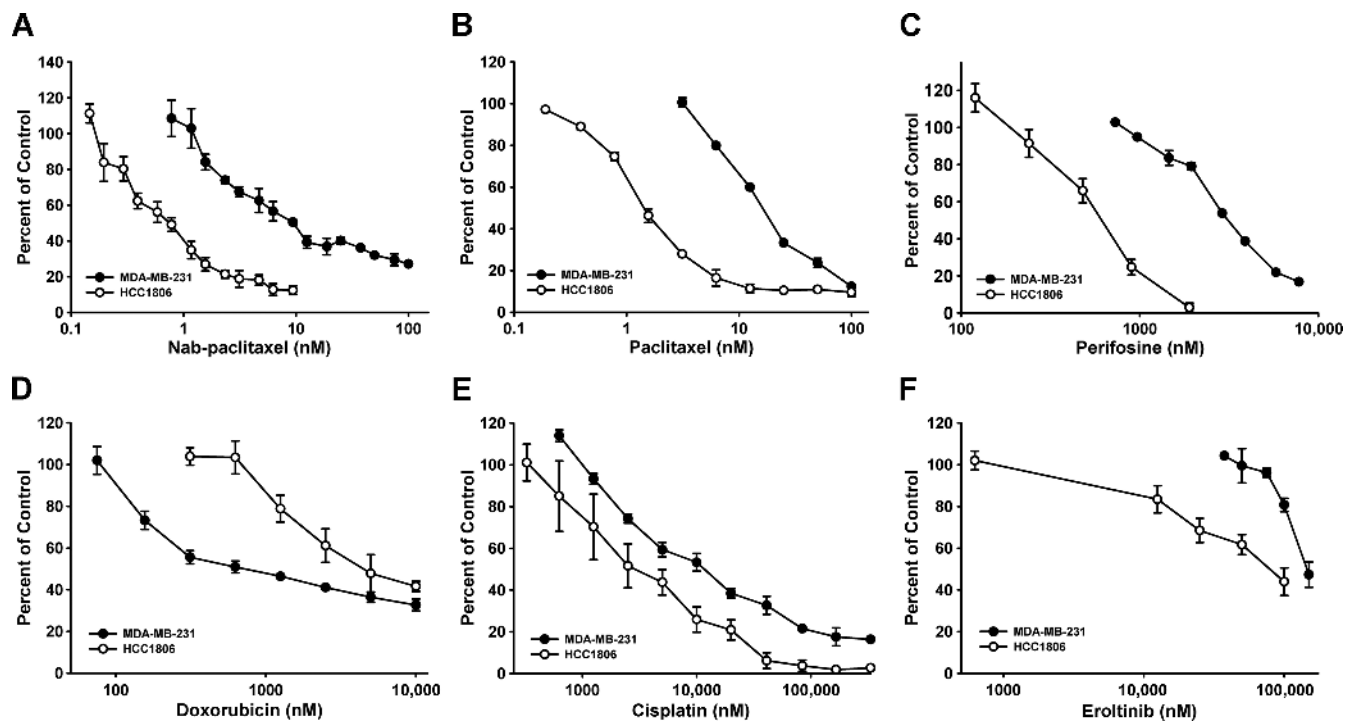 A
Percent of Control
140
120
100
80
60
40
20
0
MDA-MB-231
HCC1806
0.1
1
10
100
Nab-paclitaxel (nM)
B
Percent of Control
120
100
80
60
40
20
0
MDA-MB-231
HCC1806
0.1
1
10
100
Paclitaxel (nM)
C
Percent of Control
120
100
80
60
40
20
0
MDA-MB-231
HCC1806
100
1000
10,000
Perifosine (nM)
D
Percent of Control
120
100
80
60
40
20
0
MDA-MB-231
HCC1806
100
1000
10,000
Doxorubicin (nM)
E
Percent of Control
120
100
80
60
40
20
0
MDA-MB-231
HCC1806
1000
10,000
100,000
Cisplatin (nM)
F
Percent of Control
120
100
80
60
40
20
0
MDA-MB-231
HCC1806
1000
10,000
100,000
Eroltinib (nM)